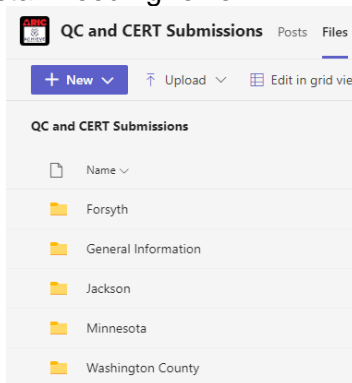 QC and CERT Submissions Posts Files
+ New Upload Edit in grid vie
QC and CERT Submissions
Name
Forsyth
General Information
Jackson
Minnesota
Washington County